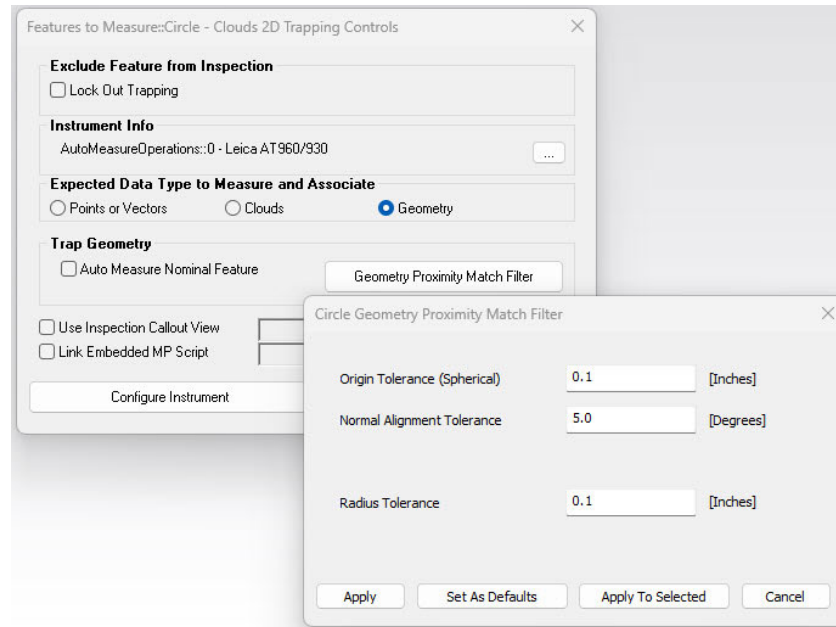 Features to Measure::Circle - Clouds 2D Trapping Controls
Exclude Feature from Inspection
Lock Out Trapping
Instrument Info
AutoMeasureOperations::0 - Leica AT960/930
...
Expected Data Type to Measure and Associate
Points or Vectors Clouds Geometry
Trap Geometry
Auto Measure Nominal Feature Geometry Proximity Match Filter
Use Inspection Callout View
Link Embedded MP Script
Configure Instrument
Circle Geometry Proximity Match Filter
Origin Tolerance (Spherical) 0.1 [Inches]
Normal Alignment Tolerance 5.0 [Degrees]
Radius Tolerance 0.1 [Inches]
Apply Set As Defaults Apply To Selected Cancel